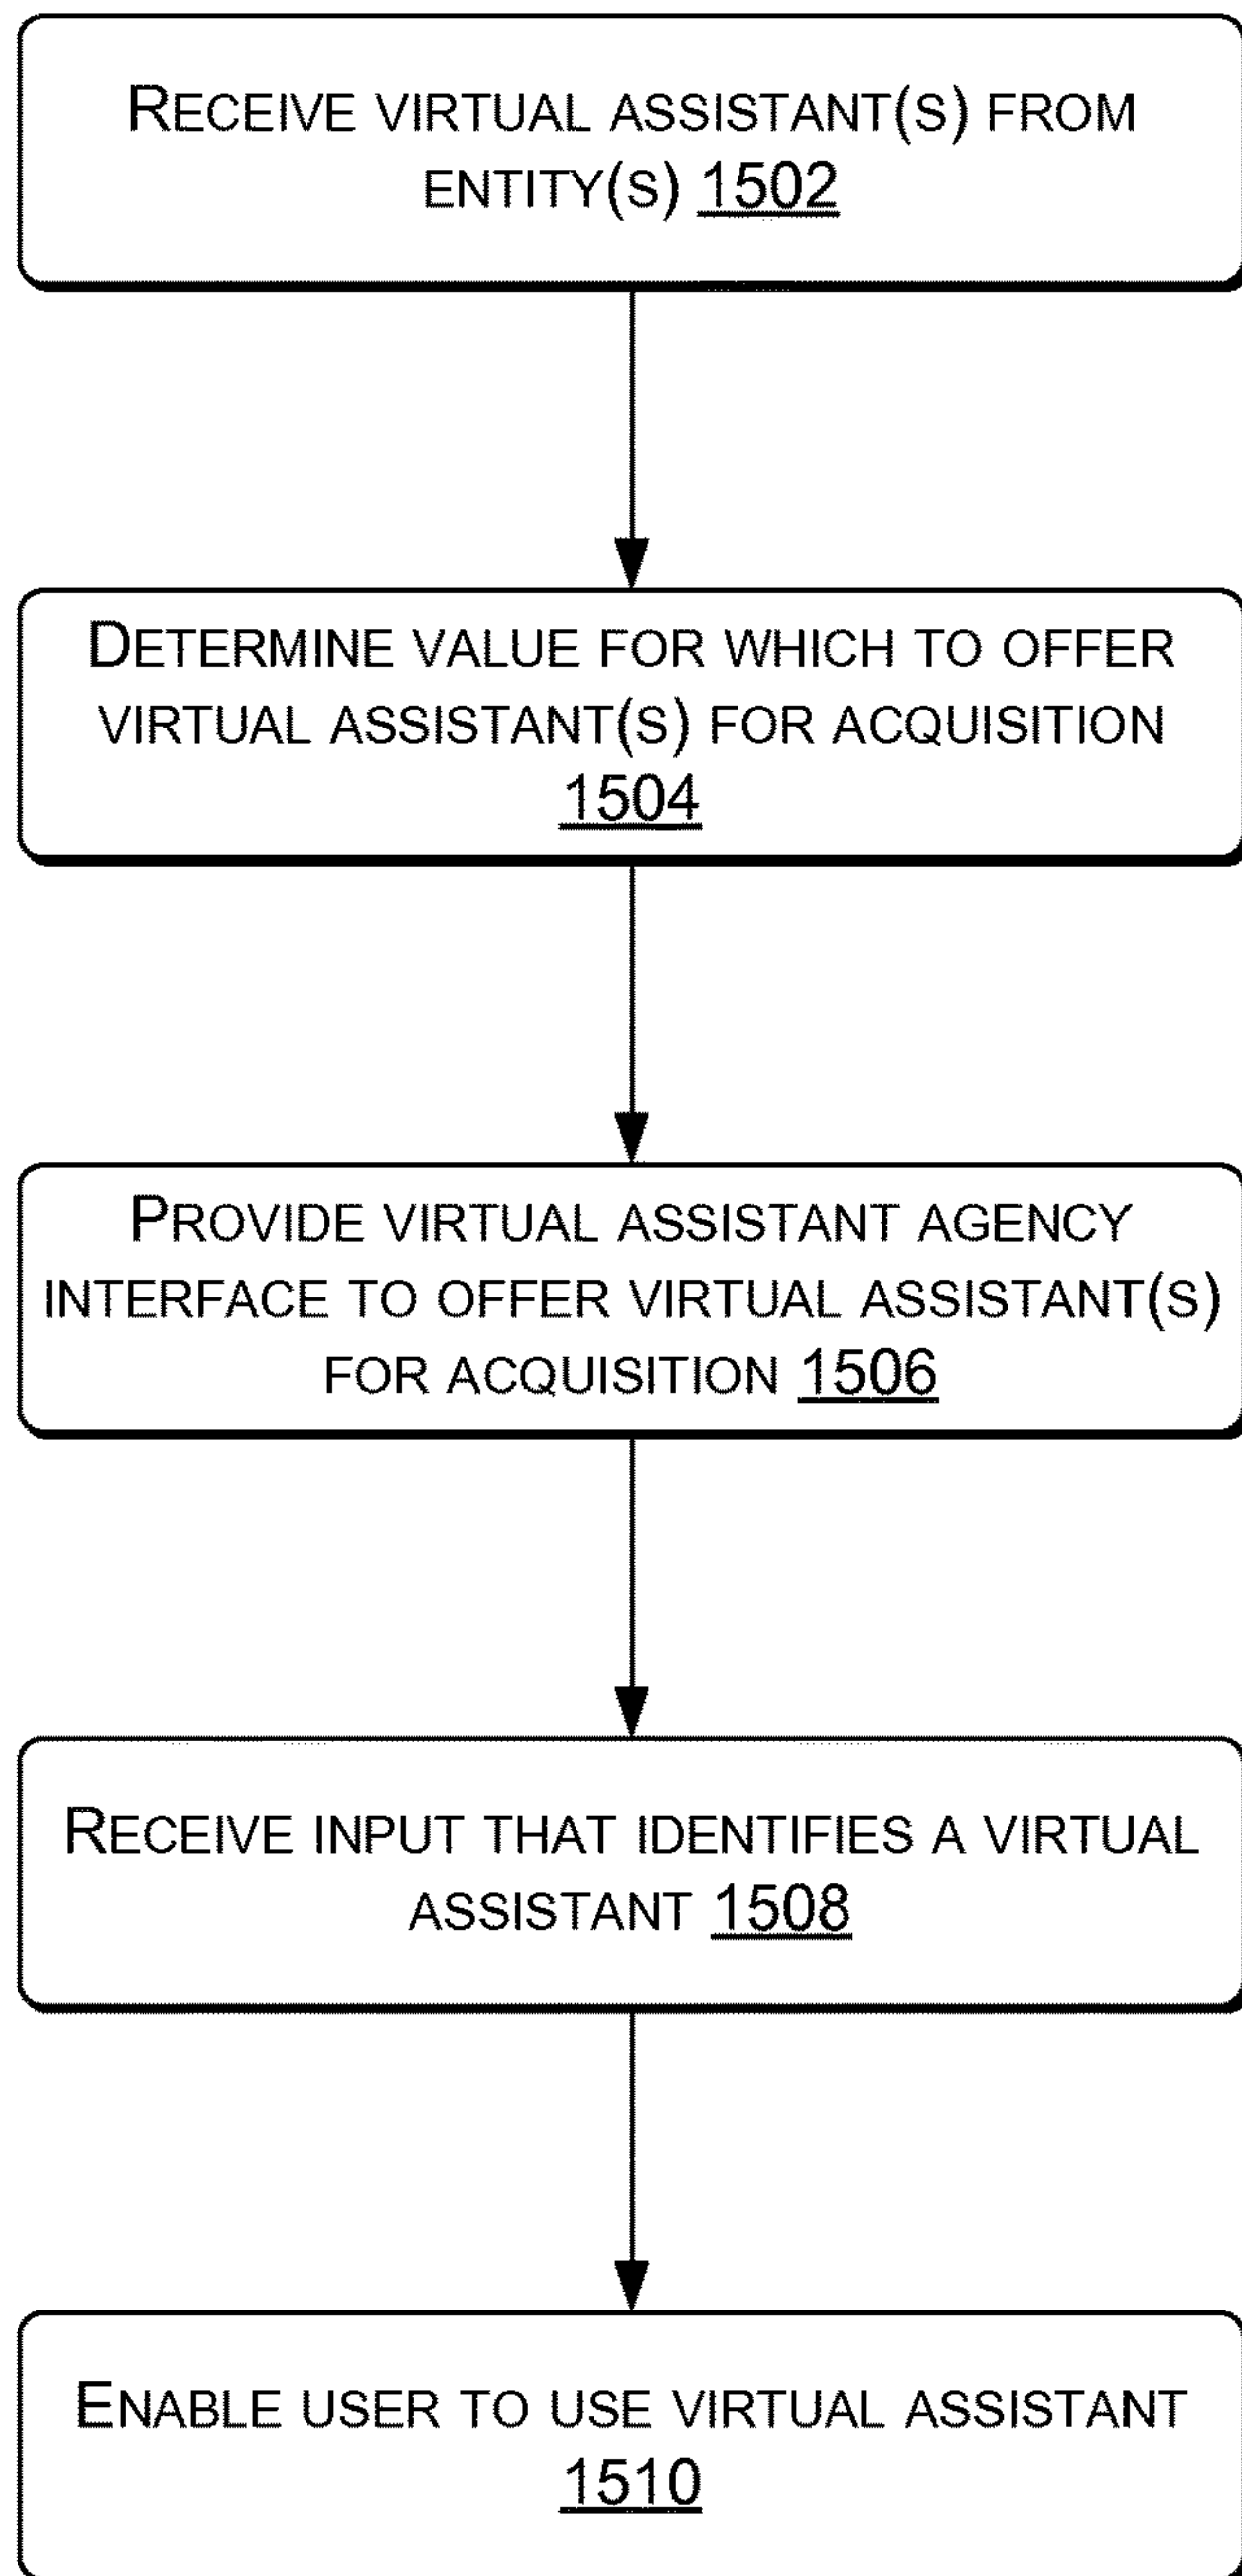 RECEIVE VIRTUAL ASSISTANT(S) FROM
ENTITY(S) 1502
DETERMINE VALUE FOR WHICH TO OFFER
VIRTUAL ASSISTANT(S) FOR ACQUISITION
1504
PROVIDE VIRTUAL ASSISTANT AGENCY
INTERFACE TO OFFER VIRTUAL ASSISTANT(S)
FOR ACQUISITION 1506
RECEIVE INPUT THAT IDENTIFIES A VIRTUAL
ASSISTANT 1508
ENABLE USER TO USE VIRTUAL ASSISTANT
1510